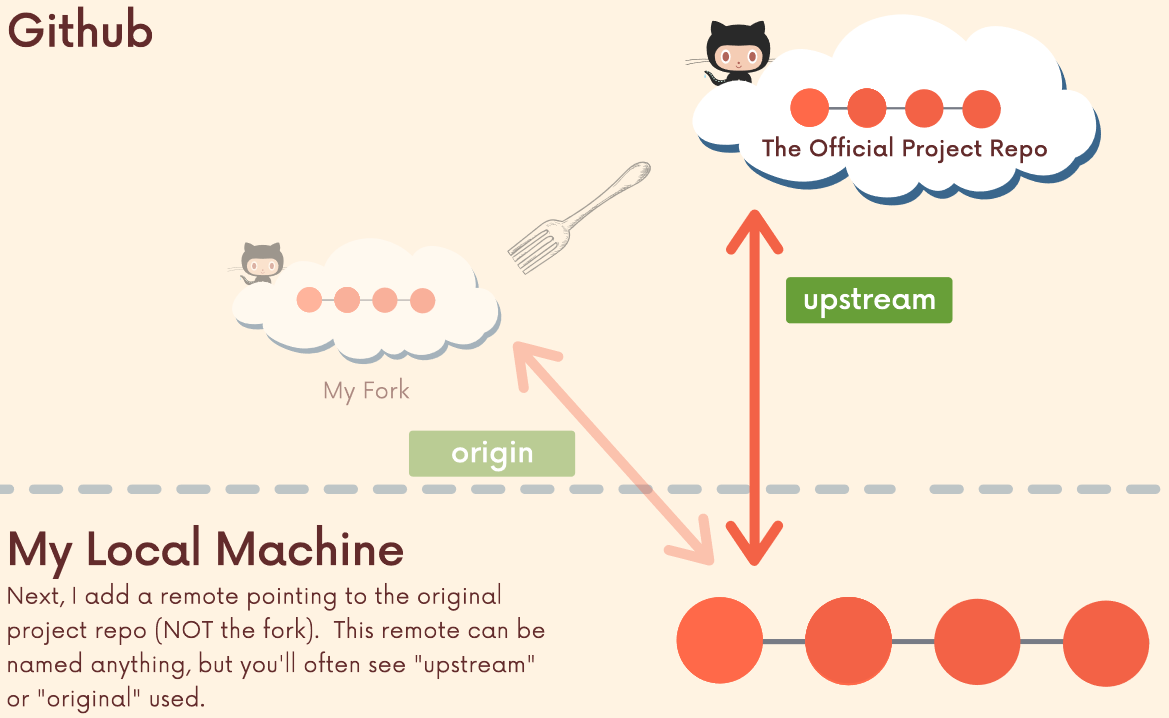 Github
The Official Project Repo
upstream
My Fork
origin
My Local Machine
Next, I add a remote pointing to the original
project repo (NOT the fork).  This remote can be
named anything, but you'll often see "upstream"
or "original" used.